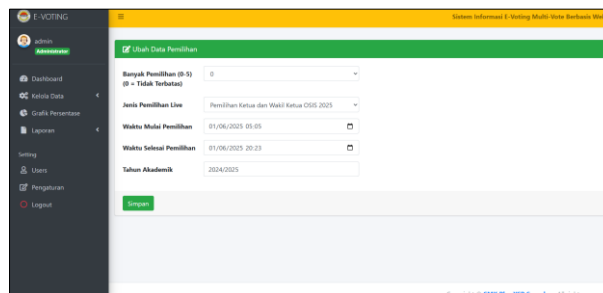 E-VOTING
Sistem Informasi E-Voting Multi-Vote Berbasis We
admin
Administrator
Dashboard
Kelola Data
Grafik Persentase
Laporan
Setting
Users
Pengaturan
Logout
Ubah Data Pemilihan
Banyak Pemilihan (0-5)
(0 = Tidak Terbatas)
0
Jenis Pemilihan Live
Pemilihan Ketua dan Wakil Ketua OSIS 2025
Waktu Mulai Pemilihan
01/06/2025 05:05
Waktu Selesai Pemilihan
01/06/2025 20:23
Tahun Akademik
2024/2025
Simpan